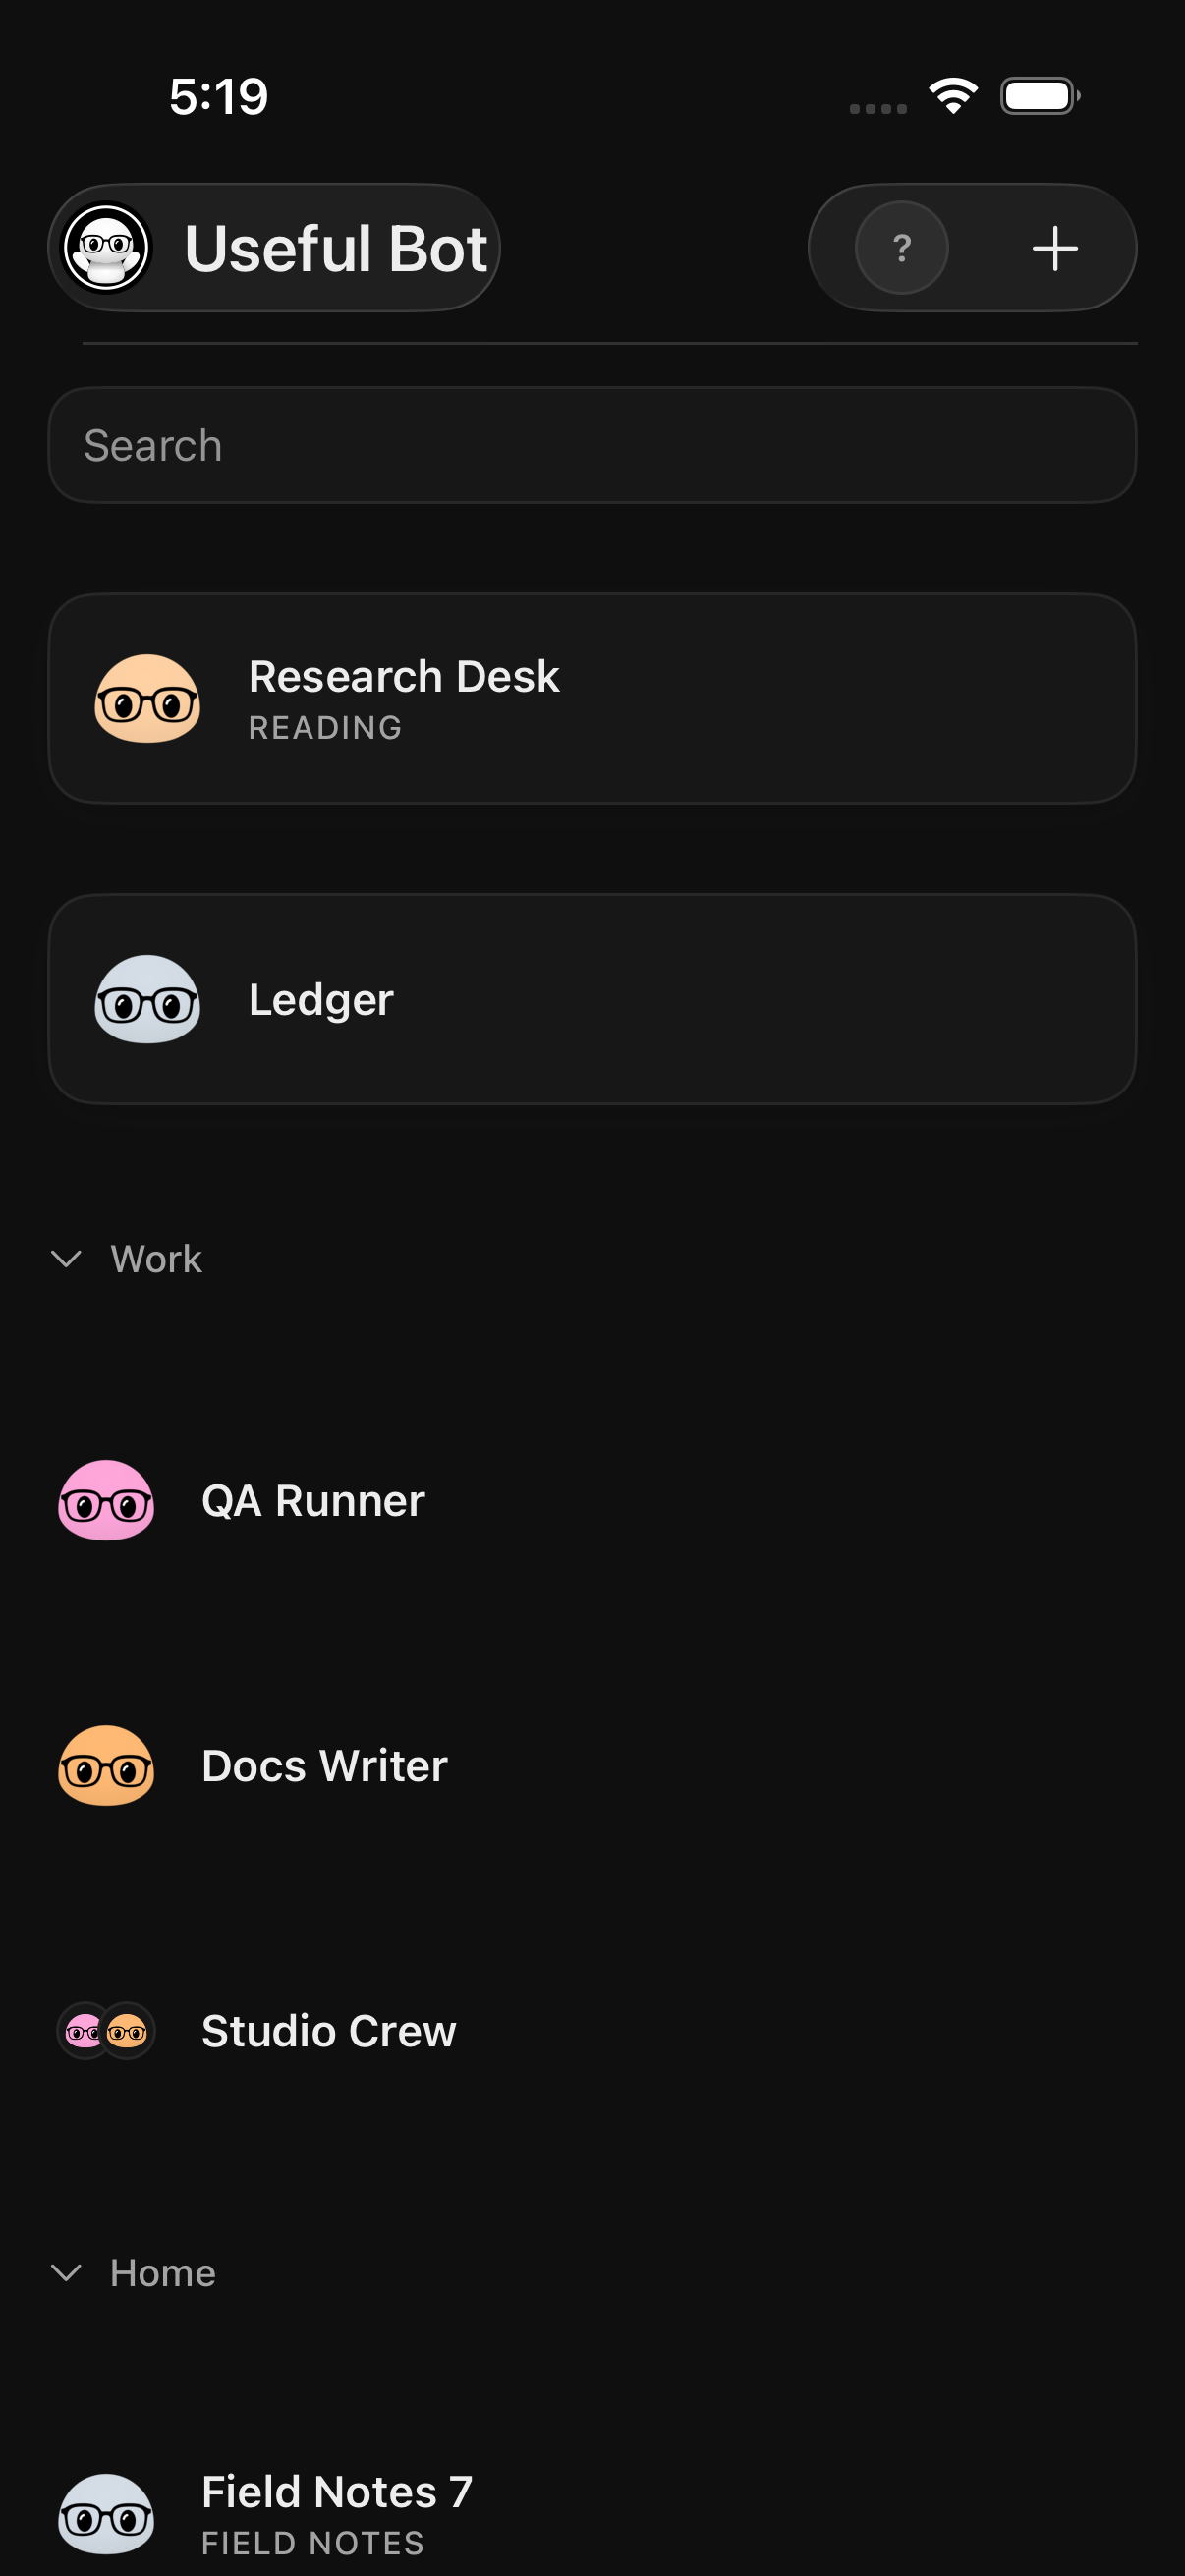 5:19
Useful Bot
?
Search
Research Desk
READING
Ledger
Work
QA Runner
Docs Writer
Studio Crew
Home
Field Notes 7
FIELD NOTES